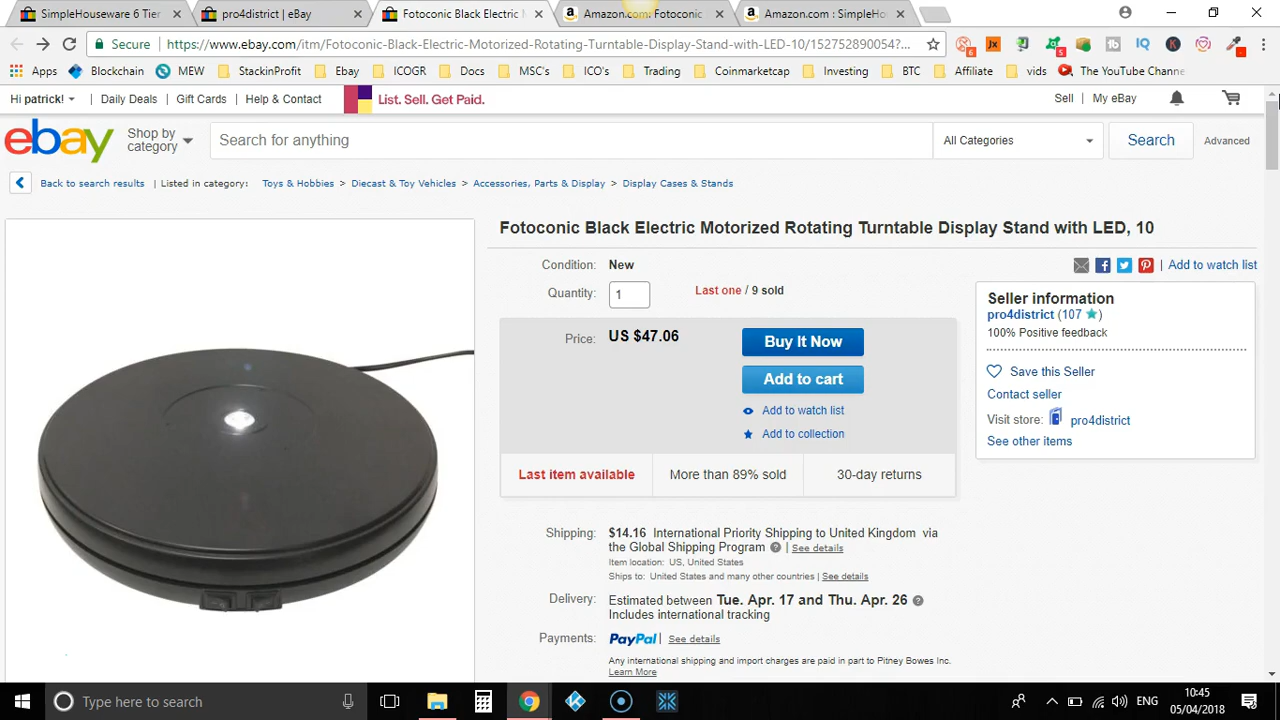 SimpleHouseware 6 Tier
pro4district | eBay
Fotoconic Black Electric M
Amazon.com: Fotoconic
Amazon.com : SimpleHo
Secure
https://www.ebay.com/itm/Fotoconic-Black-Electric-Motorized-Rotating-Turntable-Display-Stand-with-LED-10/152752890054?...
Apps
Blockchain
MEW
StackinProfit
Ebay
ICOGR
Docs
MSC's
ICO's
Trading
Coinmarketcap
Investing
BTC
Affiliate
vids
The YouTube Channe
Hi patrick!
Daily Deals
Gift Cards
Help & Contact
List. Sell. Get Paid.
Sell
My eBay
ebay
Shop by
category
Search for anything
All Categories
Search
Advanced
Back to search results | Listed in category: Toys & Hobbies > Diecast & Toy Vehicles > Accessories, Parts & Display > Display Cases & Stands
Fotoconic Black Electric Motorized Rotating Turntable Display Stand with LED, 10
Condition: New
| Add to watch list
Quantity: 1
Last one / 9 sold
Price: US $47.06
Buy It Now
Add to cart
Add to watch list
Add to collection
Seller information
pro4district (107)
100% Positive feedback
Save this Seller
Contact seller
Visit store: pro4district
See other items
Last item available
More than 89% sold
30-day returns
Shipping: $14.16 International Priority Shipping to United Kingdom via
the Global Shipping Program ? | See details
Item location: US, United States
Ships to: United States and many other countries | See details
Delivery: Estimated between Tue. Apr. 17 and Thu. Apr. 26 ?
Includes international tracking
Payments: PayPal | See details
Any international shipping and import charges are paid in part to Pitney Bowes Inc.
Learn More
Type here to search
ENG
10:45
05/04/2018